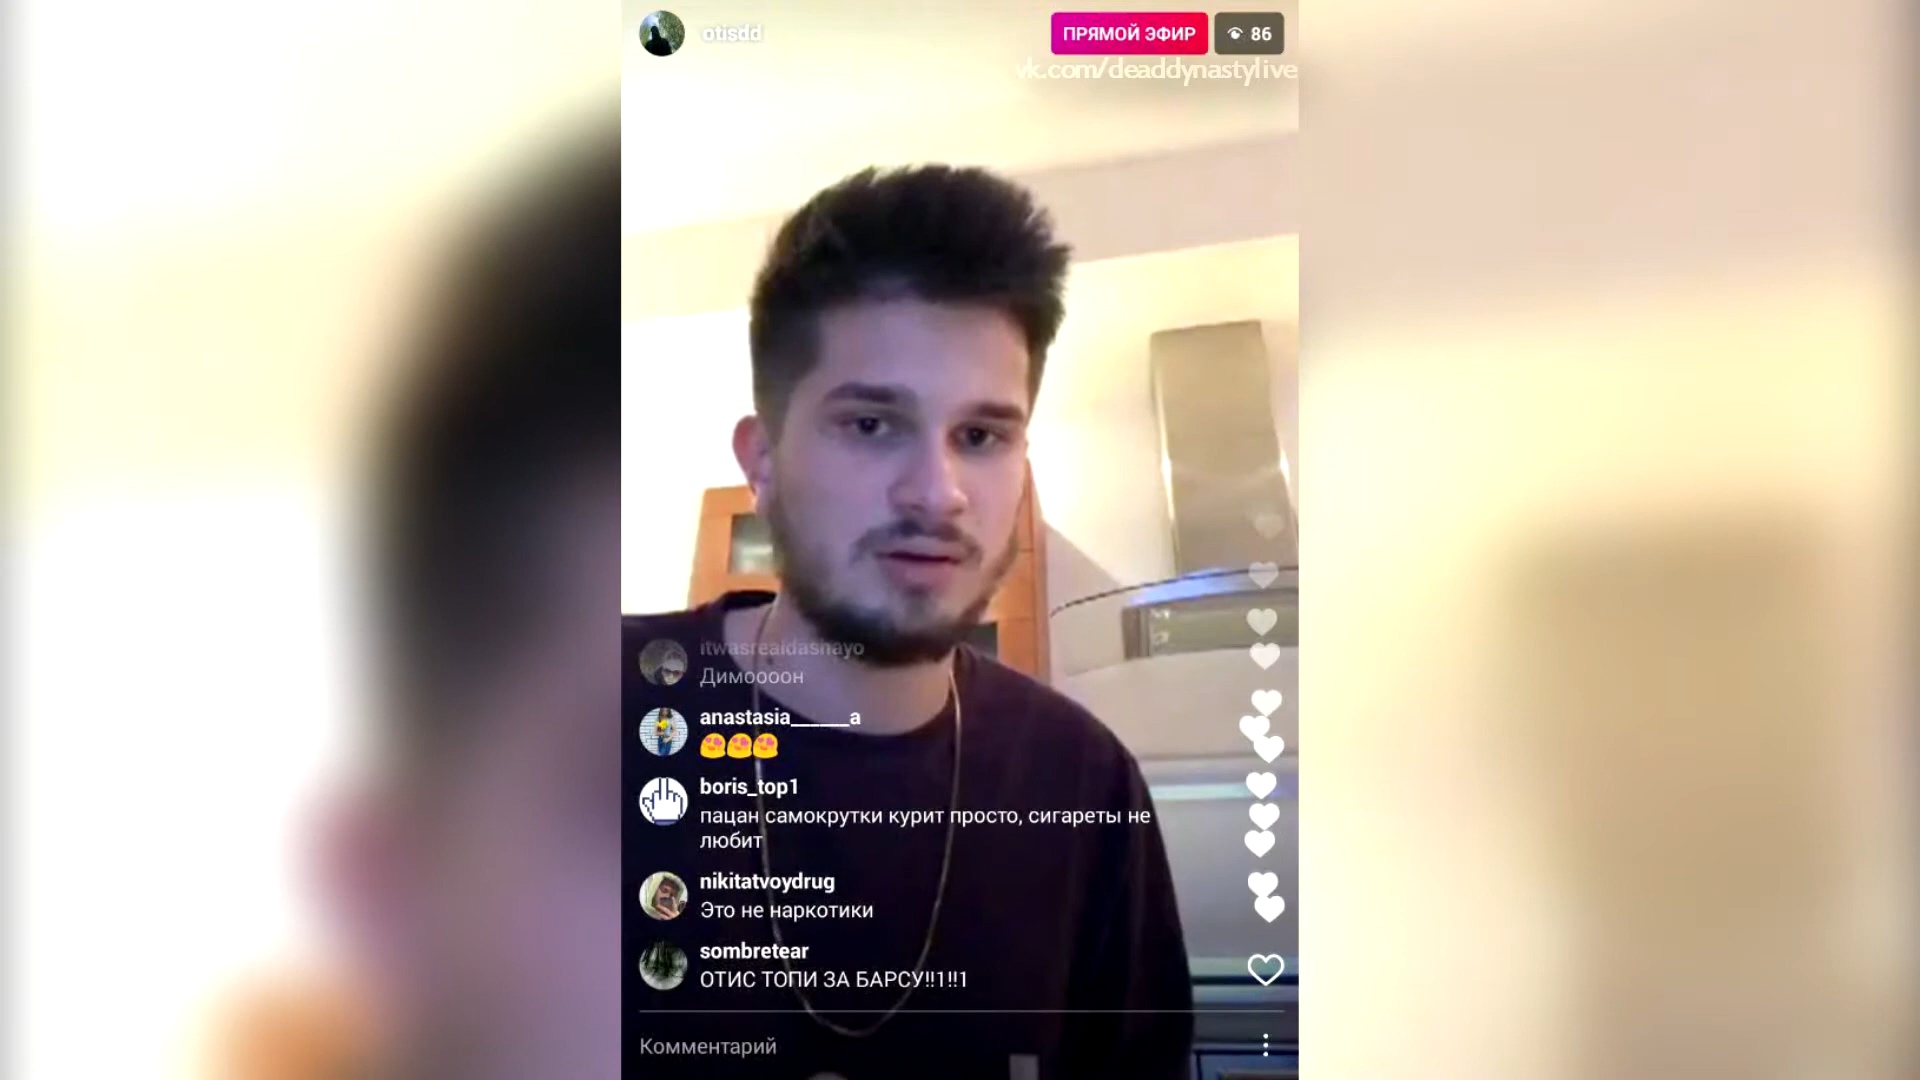 otisdd
ПРЯМОЙ ЭФИР
86
vk.com/deaddynastylive
itwasrealdashayo
Димоооон
anastasia______a
😍😍😍
boris_top1
пацан самокрутки курит просто, сигареты не
любит
nikitatvoydrug
Это не наркотики
sombretear
ОТИС ТОПИ ЗА БАРСУ!!1!!1
Комментарий